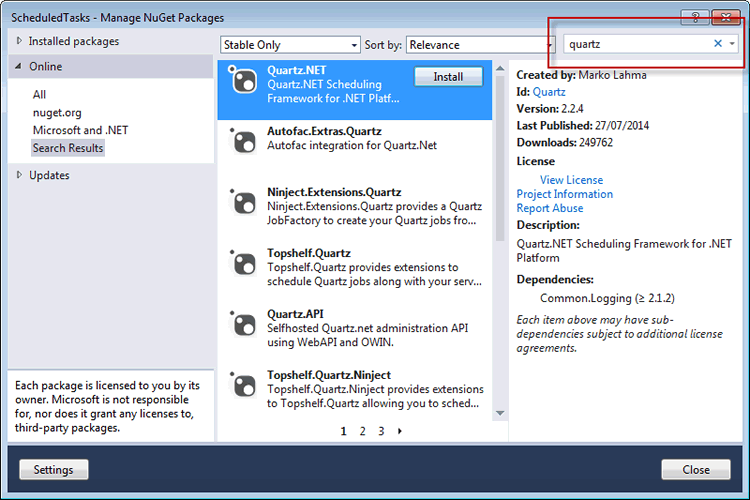 ScheduledTasks - Manage NuGet Packages
Installed packages
Online
All
nuget.org
Microsoft and .NET
Search Results
Updates
Each package is licensed to you by its
owner. Microsoft is not responsible
for, nor does it grant any licenses to,
third-party packages.
Stable Only
Sort by: Relevance
Quartz.NET
Quartz.NET Scheduling
Framework for .NET Platf...
Install
Autofac.Extras.Quartz
Autofac integration for Quartz.Net
Ninject.Extensions.Quartz
Ninject.Extensions.Quartz provides a Quartz
JobFactory to create your Quartz jobs fro...
Topshelf.Quartz
Topshelf.Quartz provides extensions to
schedule Quartz jobs along with your serv...
Quartz.API
Selfhosted Quartz.net administration API
using WebAPI and OWIN.
Topshelf.Quartz.Ninject
Topshelf.Quartz.Ninject provides extensions
to Topshelf.Quartz allowing you to sched...
1 2 3
quartz
Created by: Marko Lahma
Id: Quartz
Version: 2.2.4
Last Published: 27/07/2014
Downloads: 249762
License
View License
Project Information
Report Abuse
Description:
Quartz.NET Scheduling Framework for .NET
Platform
Dependencies:
Common.Logging (≥ 2.1.2)
Each item above may have sub-
dependencies subject to additional license
agreements.
Settings
Close